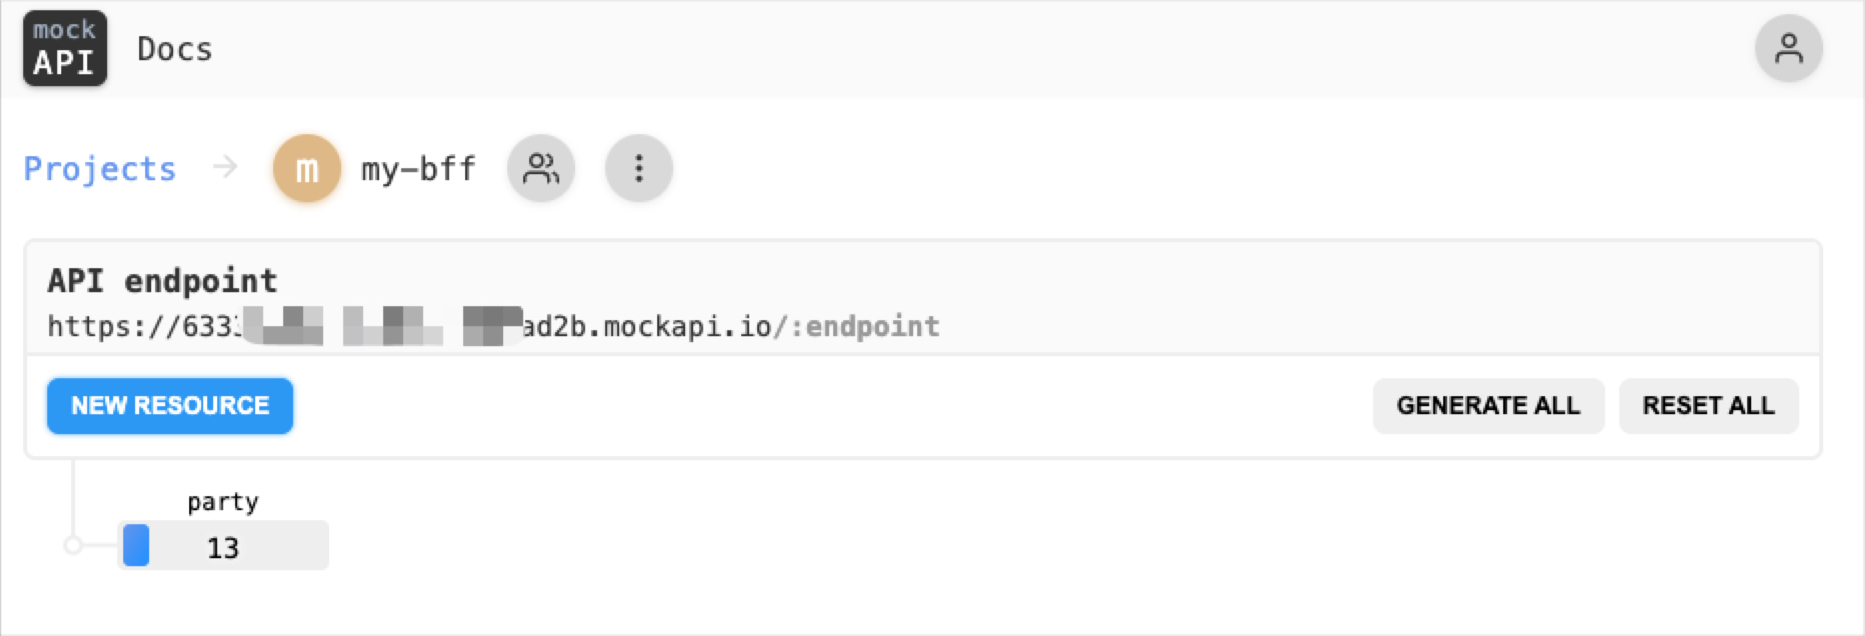 mock
API
Docs
Projects → m my-bff
API endpoint
https://633 ad2b.mockapi.io/:endpoint
NEW RESOURCE GENERATE ALL RESET ALL
party
13